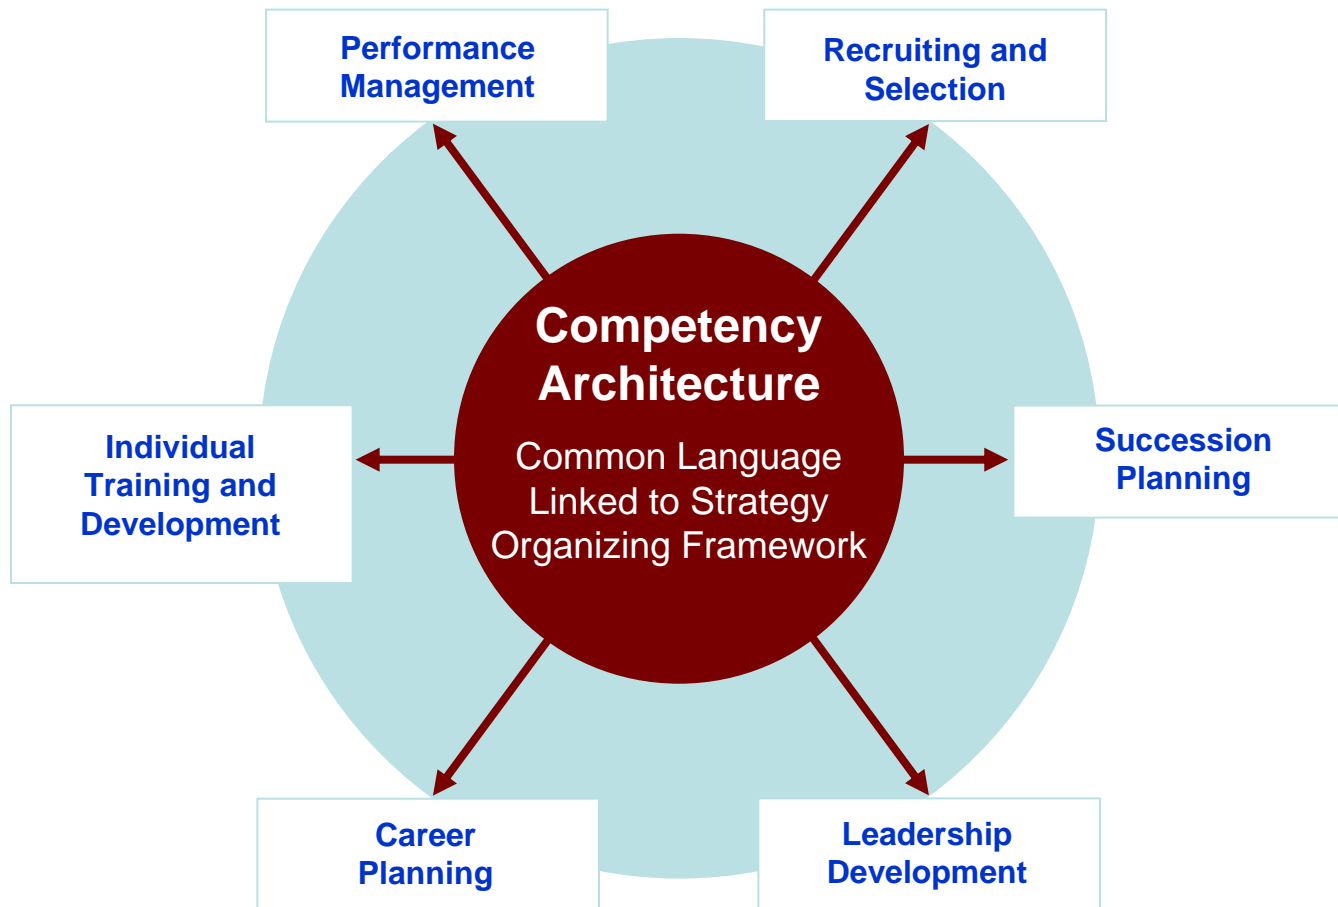 Performance
Management
Recruiting and
Selection
Competency
Architecture
Common Language
Linked to Strategy
Organizing Framework
Individual
Training and
Development
Succession
Planning
Career
Planning
Leadership
Development